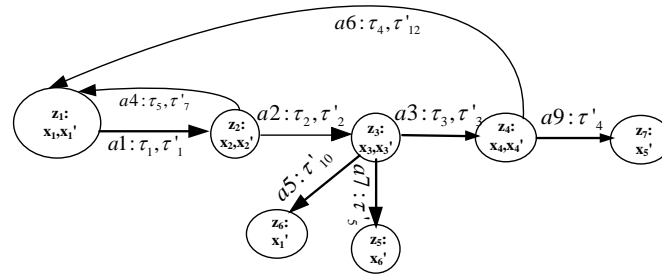 a6:τ₄,τ'₁₂
a4:τ₅,τ'₇
z₁:
x₁,x₁'
a1:τ₁,τ'₁
z₂:
x₂,x₂'
a2:τ₂,τ'₂
z₃:
x₃,x₃'
a3:τ₃,τ'₃
z₄:
x₄,x₄'
a9:τ'₄
z₇:
x₅'
a5:τ'₁₀
a7:τ'₅
z₆:
x₁'
z₅:
x₆'